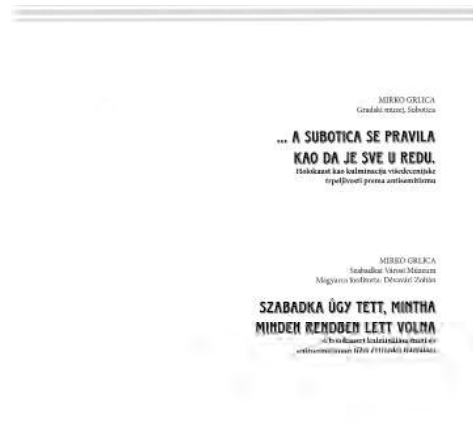 MIRKO GRLICA
Gradski muzej, Subotica
... A SUBOTICA SE PRAVILA
KAO DA JE SVE U REDU.
Holokaust kao kulminacija višedecenijske
trpeljivosti prema antisemitizmu
MIRKO GRLICA
Szabadkai Városi Múzeum
Magyarra fordította: Dévavári Zoltán
SZABADKA ÚGY TETT, MINTHA
MINDEN RENDBEN LETT VOLNA